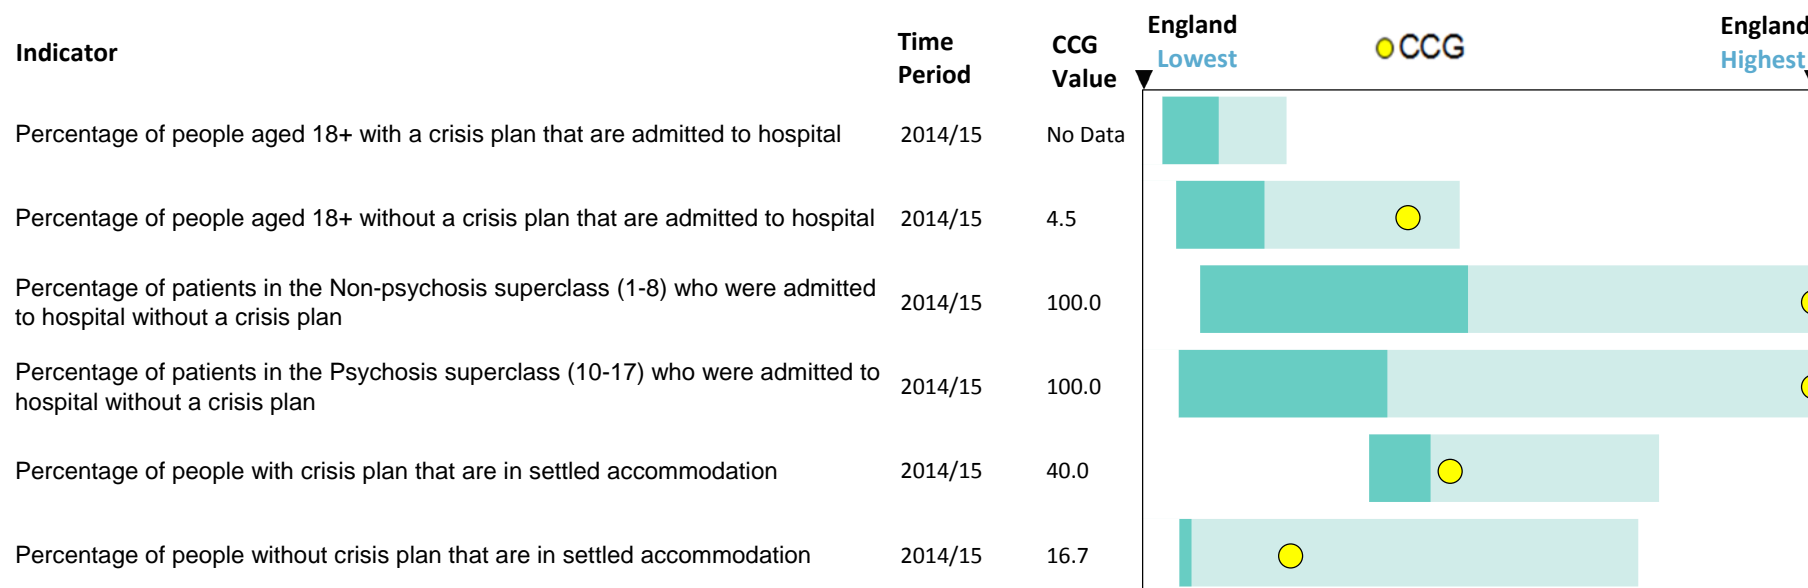 Indicator
Time
Period
CCG
Value
England
Lowest
CCG
England
Highest
Percentage of people aged 18+ with a crisis plan that are admitted to hospital 2014/15 No Data
Percentage of people aged 18+ without a crisis plan that are admitted to hospital 2014/15 4.5
Percentage of patients in the Non-psychosis superclass (1-8) who were admitted
to hospital without a crisis plan 2014/15 100.0
Percentage of patients in the Psychosis superclass (10-17) who were admitted to
hospital without a crisis plan 2014/15 100.0
Percentage of people with crisis plan that are in settled accommodation 2014/15 40.0
Percentage of people without crisis plan that are in settled accommodation 2014/15 16.7